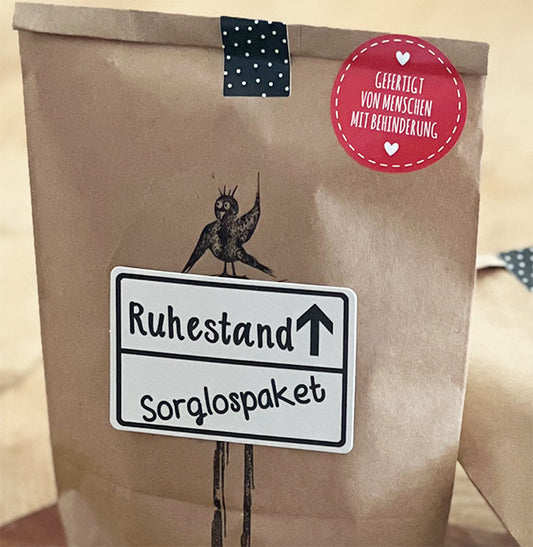 GEFERTIGT
VON MENSCHEN
MIT BEHINDERUNG
Ruhestand↑
Sorglospaket